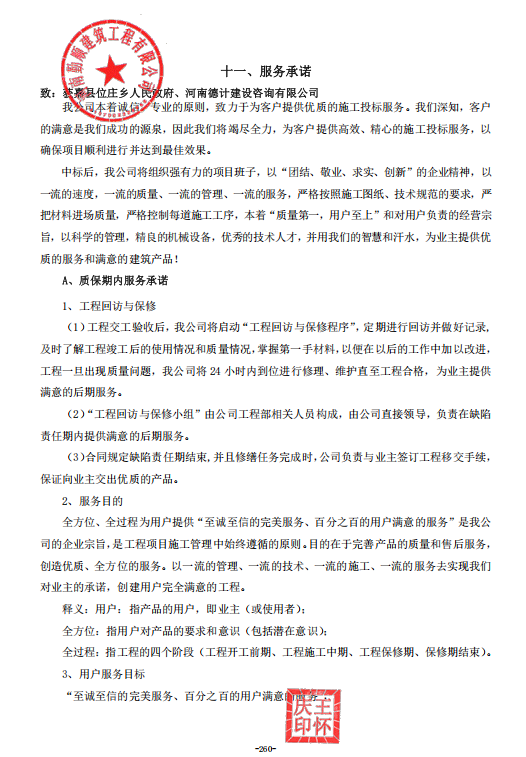 十一、服务承诺
致：获嘉县位庄乡人民政府、河南德计建设咨询有限公司
我公司本着诚信、专业的原则，致力于为客户提供优质的施工投标服务。我们深知，客户
的满意是我们成功的源泉，因此我们将竭尽全力，为客户提供高效、精心的施工投标服务，以
确保项目顺利进行并达到最佳效果。
中标后，我公司将组织强有力的项目班子，以“团结、敬业、求实、创新”的企业精神，以
一流的速度，一流的质量、一流的管理、一流的服务，严格按照施工图纸、技术规范的要求，严
把材料进场质量，严格控制每道施工工序，本着“质量第一，用户至上”和对用户负责的经营宗
旨，以科学的管理，精良的机械设备，优秀的技术人才，并用我们的智慧和汗水，为业主提供优
质的服务和满意的建筑产品！
A、质保期内服务承诺
1、工程回访与保修
（1）工程交工验收后，我公司将启动“工程回访与保修程序”，定期进行回访并做好记录，
及时了解工程竣工后的使用情况和质量情况，掌握第一手材料，以便在以后的工作中加以改进，
工程一旦出现质量问题，我公司将 24 小时内到位进行修理、维护直至工程合格，为业主提供
满意的后期服务。
（2）“工程回访与保修小组”由公司工程部相关人员构成，由公司直接领导，负责在缺陷
责任期内提供满意的后期服务。
（3）合同规定缺陷责任期结束，并且修缮任务完成时，公司负责与业主签订工程移交手续，
保证向业主交出优质的产品。
2、服务目的
全方位、全过程为用户提供“至诚至信的完美服务、百分之百的用户满意的服务”是我公
司的企业宗旨，是工程项目施工管理中始终遵循的原则。目的在于完善产品的质量和售后服务，
创造优质、全方位的服务。以一流的管理、一流的技术、一流的施工、一流的服务去实现我们
对业主的承诺，创建用户完全满意的工程。
释义：用户：指产品的用户，即业主（或使用者）；
全方位：指用户对产品的要求和意识（包括潜在意识）；
全过程：指工程的四个阶段（工程开工前期、工程施工中期、工程保修期、保修期结束）。
3、用户服务目标
“至诚至信的完美服务、百分之百的用户满意的服务”。
河南勤顺建筑工程有限公司
王怀庆印
-260-